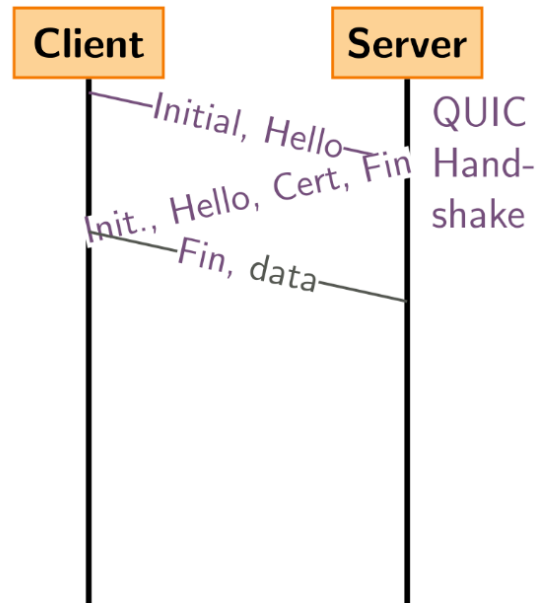 Client
Server
Initial, Hello
QUIC
Hand-
shake
Init., Hello, Cert, Fin
Fin, data